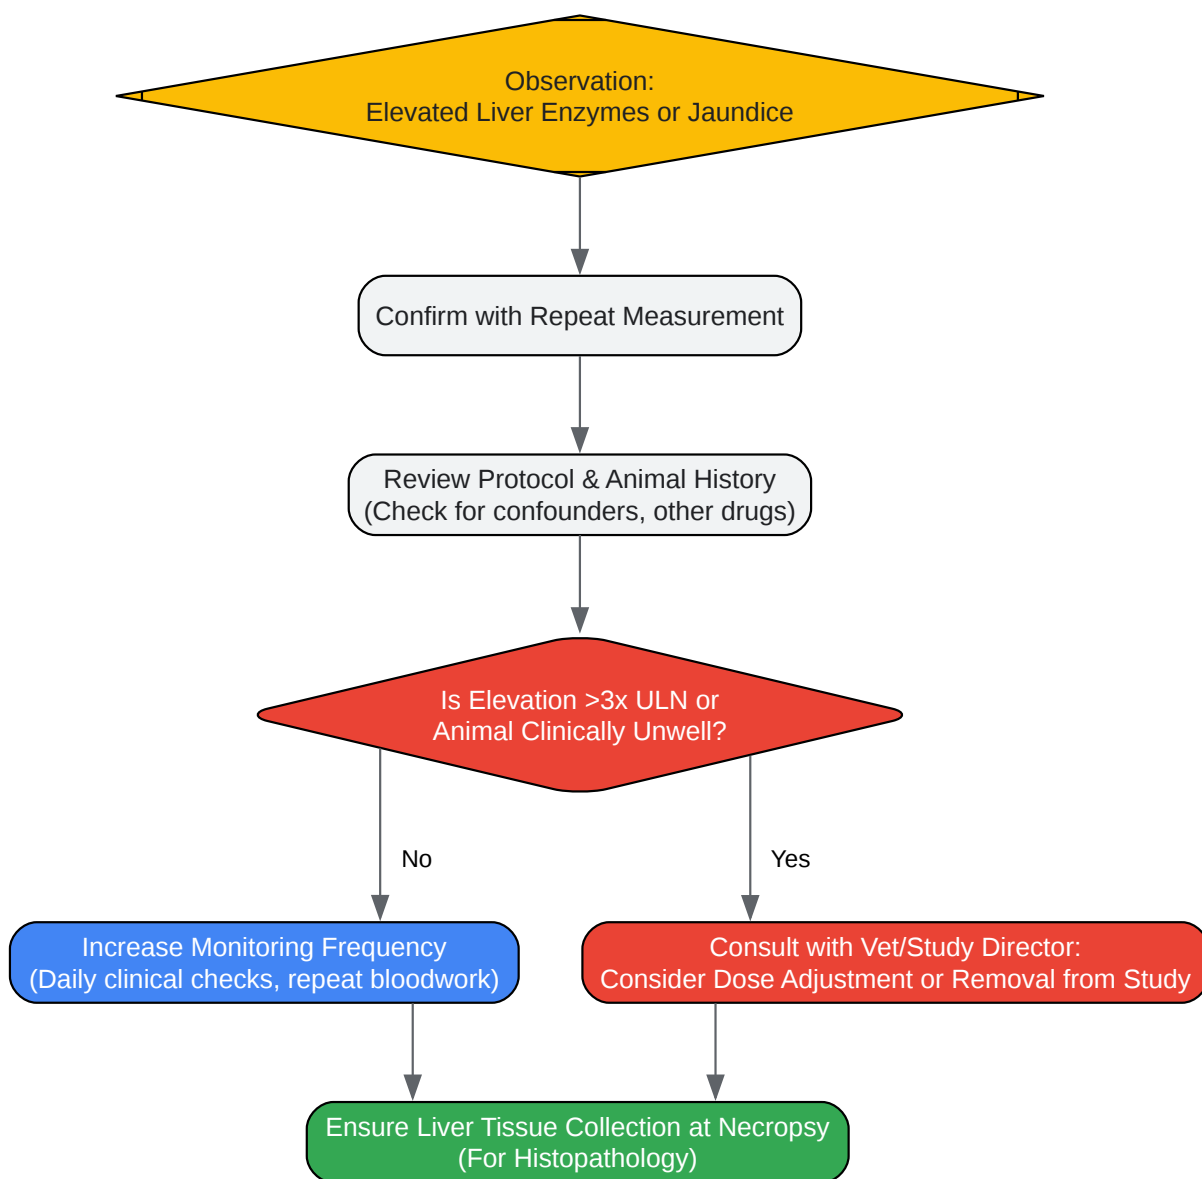 Observation:
Elevated Liver Enzymes or Jaundice
Confirm with Repeat Measurement
Review Protocol & Animal History
(Check for confounders, other drugs)
Is Elevation >3x ULN or
Animal Clinically Unwell?
No
Yes
Increase Monitoring Frequency
(Daily clinical checks, repeat bloodwork)
Consult with Vet/Study Director:
Consider Dose Adjustment or Removal from Study
Ensure Liver Tissue Collection at Necropsy
(For Histopathology)